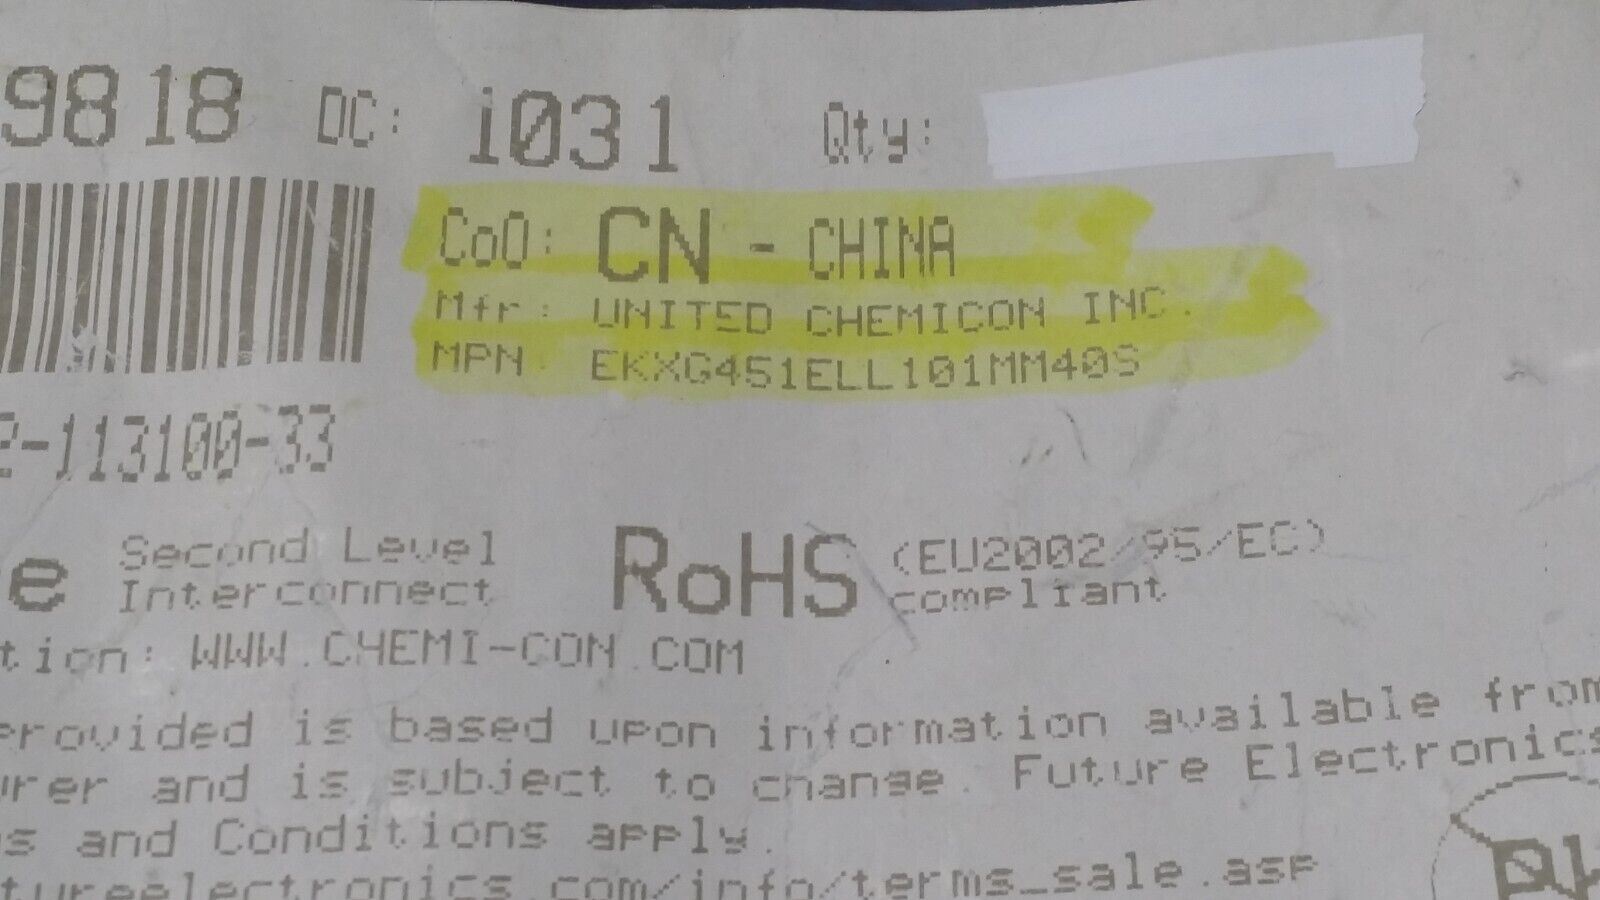 9818 DC: i031 Qty:
CoO: CN - CHINA
Mfr: UNITED CHEMICON INC.
MPN: EKXG451ELL101MM40S
2-113100-33
e Second Level
Interconnect
RoHS (EU2002/95/EC)
compliant
tion: WWW.CHEMI-CON.COM
provided is based upon information available from
urer and is subject to change. Future Electronics
s and Conditions apply.
tureelectronics.com/info/terms_sale.asp